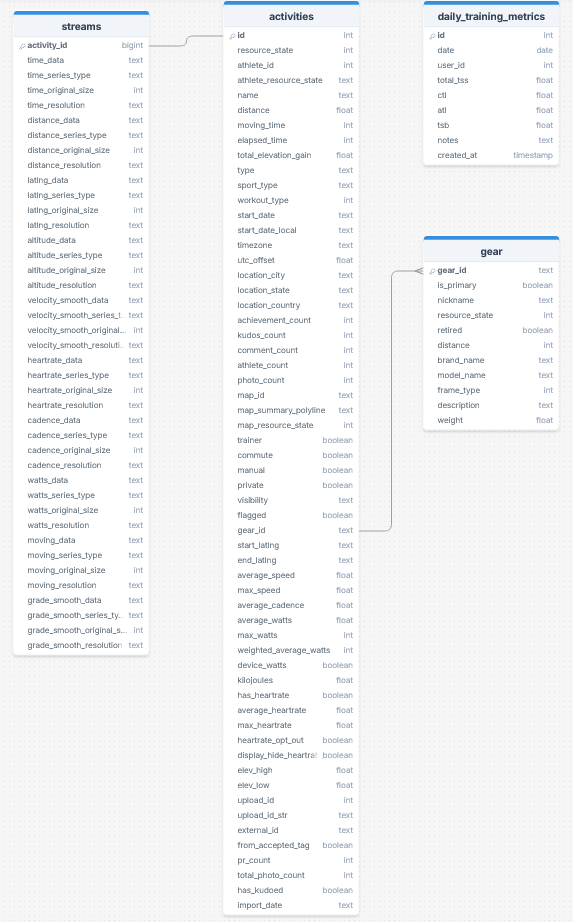 streams
activity_id bigint
time_data text
time_series_type text
time_original_size int
time_resolution text
distance_data text
distance_series_type text
distance_original_size int
distance_resolution text
latlng_data text
latlng_series_type text
latlng_original_size int
latlng_resolution text
altitude_data text
altitude_series_type text
altitude_original_size int
altitude_resolution text
velocity_smooth_data text
velocity_smooth_series_t.. text
velocity_smooth_original... int
velocity_smooth_resoluti.. text
heartrate_data text
heartrate_series_type text
heartrate_original_size int
heartrate_resolution text
cadence_data text
cadence_series_type text
cadence_original_size int
cadence_resolution text
watts_data text
watts_series_type text
watts_original_size int
watts_resolution text
moving_data text
moving_series_type text
moving_original_size int
moving_resolution text
grade_smooth_data text
grade_smooth_series_ty.. text
grade_smooth_original_s... int
grade_smooth_resolution text
activities
id int
resource_state int
athlete_id int
athlete_resource_state text
name text
distance float
moving_time int
elapsed_time int
total_elevation_gain float
type text
sport_type text
workout_type int
start_date text
start_date_local text
timezone text
utc_offset float
location_city text
location_state text
location_country text
achievement_count int
kudos_count int
comment_count int
athlete_count int
photo_count int
map_id text
map_summary_polyline text
map_resource_state int
trainer boolean
commute boolean
manual boolean
private boolean
visibility text
flagged boolean
gear_id text
start_latlng text
end_latlng text
average_speed float
max_speed float
average_cadence float
average_watts float
max_watts int
weighted_average_watts int
device_watts boolean
kilojoules float
has_heartrate boolean
average_heartrate float
max_heartrate float
heartrate_opt_out boolean
display_hide_heartra boolean
elev_high float
elev_low float
upload_id int
upload_id_str text
external_id text
from_accepted_tag boolean
pr_count int
total_photo_count int
has_kudoed boolean
import_date text
daily_training_metrics
id int
date date
user_id int
total_tss float
ctl float
atl float
tsb float
notes text
created_at timestamp
gear
gear_id text
is_primary boolean
nickname text
resource_state int
retired boolean
distance int
brand_name text
model_name text
frame_type int
description text
weight float